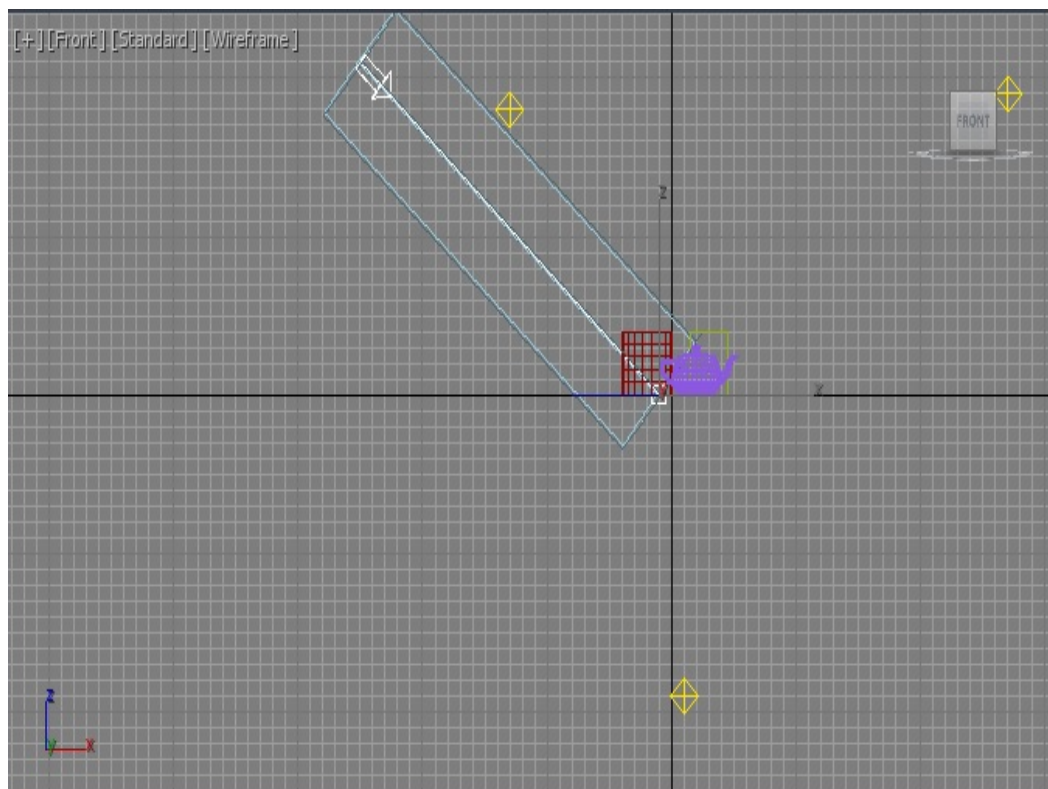 [+] [Front] [Standard] [Wireframe]
FRONT
z
x
z
y x